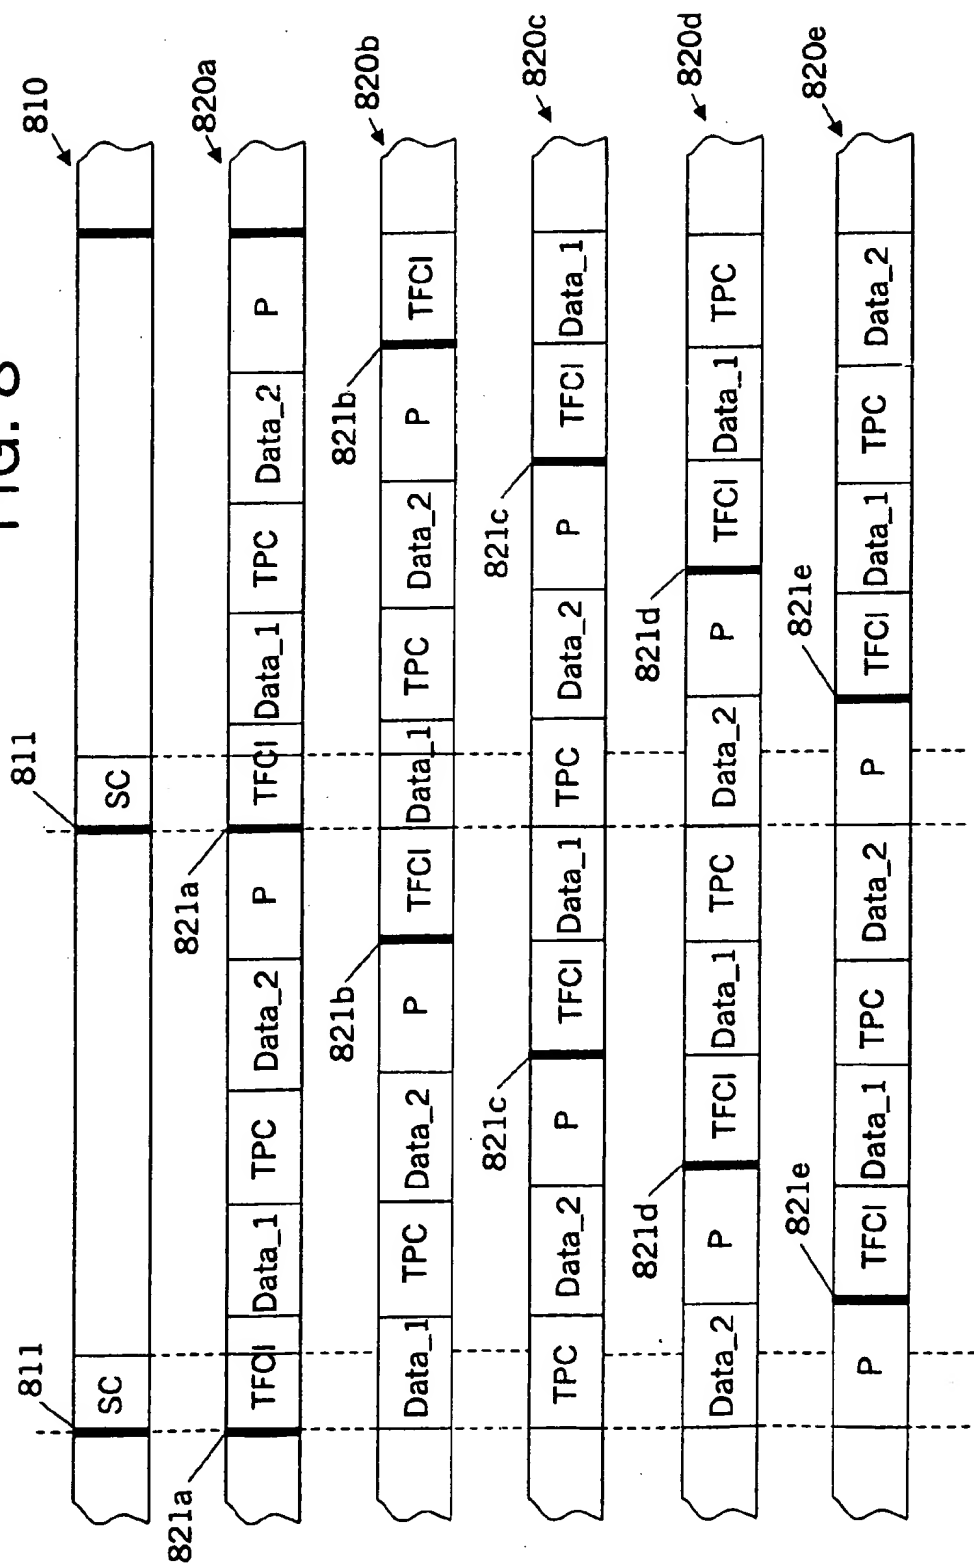 FIG. 8
811 811 810
SC SC
821a 821a 820a
TFCI Data_1 TPC Data_2 P TFCI Data_1 TPC Data_2 P
821b 821b 820b
Data_1 TPC Data_2 P TFCI Data_1 TPC Data_2 P TFCI
821c 821c 820c
TPC Data_2 P TFCI Data_1 TPC Data_2 P TFCI Data_1
821d 821d 820d
Data_2 P TFCI Data_1 TPC Data_2 P TFCI Data_1 TPC
821e 821e 820e
P TFCI Data_1 TPC Data_2 P TFCI Data_1 TPC Data_2